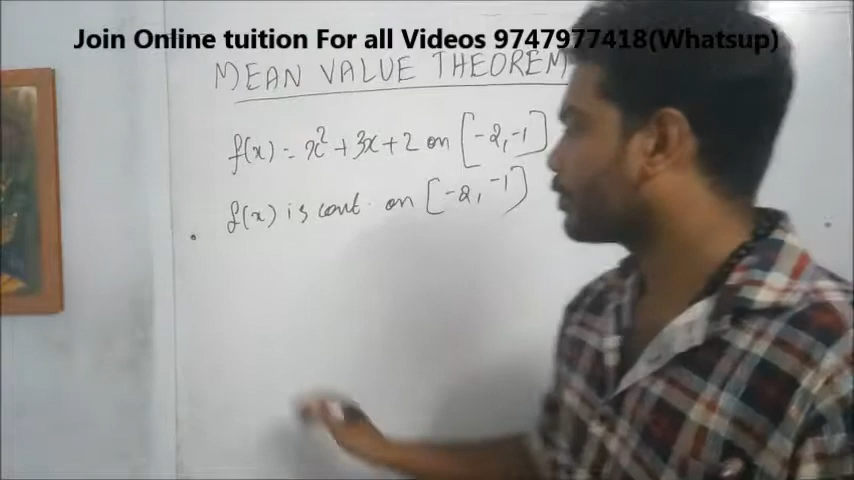 Join Online tuition For all Videos 9747977418(Whatsup)
MEAN VALUE THEOREM
f(x) = x² + 3x + 2 on [-2, -1]
f(x) is cont. on [-2, -1]